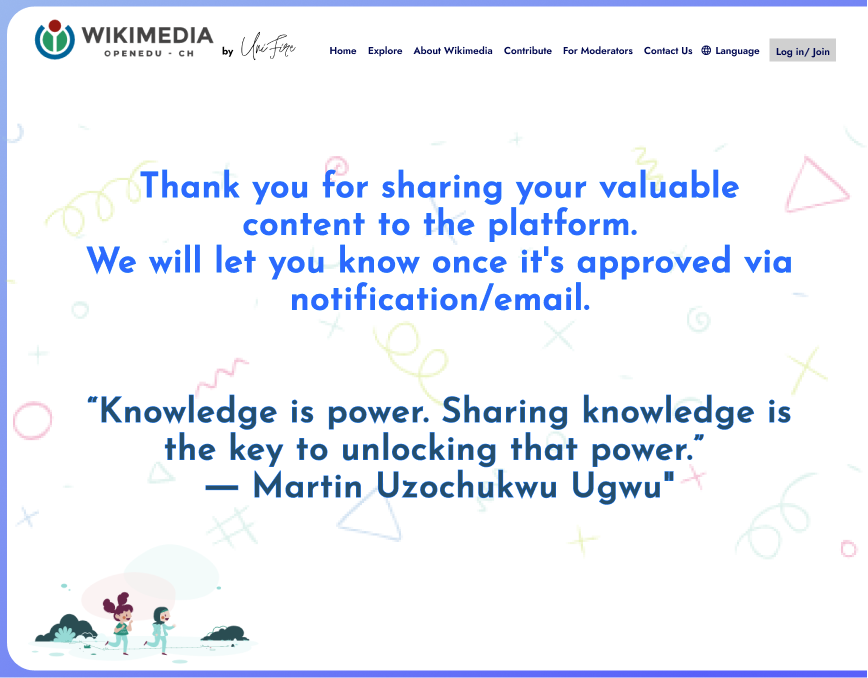 WIKIMEDIA
OPENEDU - CH
by UniFire
Home Explore About Wikimedia Contribute For Moderators Contact Us Language Log in/ Join
Thank you for sharing your valuable
content to the platform.
We will let you know once it's approved via
notification/email.
“Knowledge is power. Sharing knowledge is
the key to unlocking that power.”
― Martin Uzochukwu Ugwu"